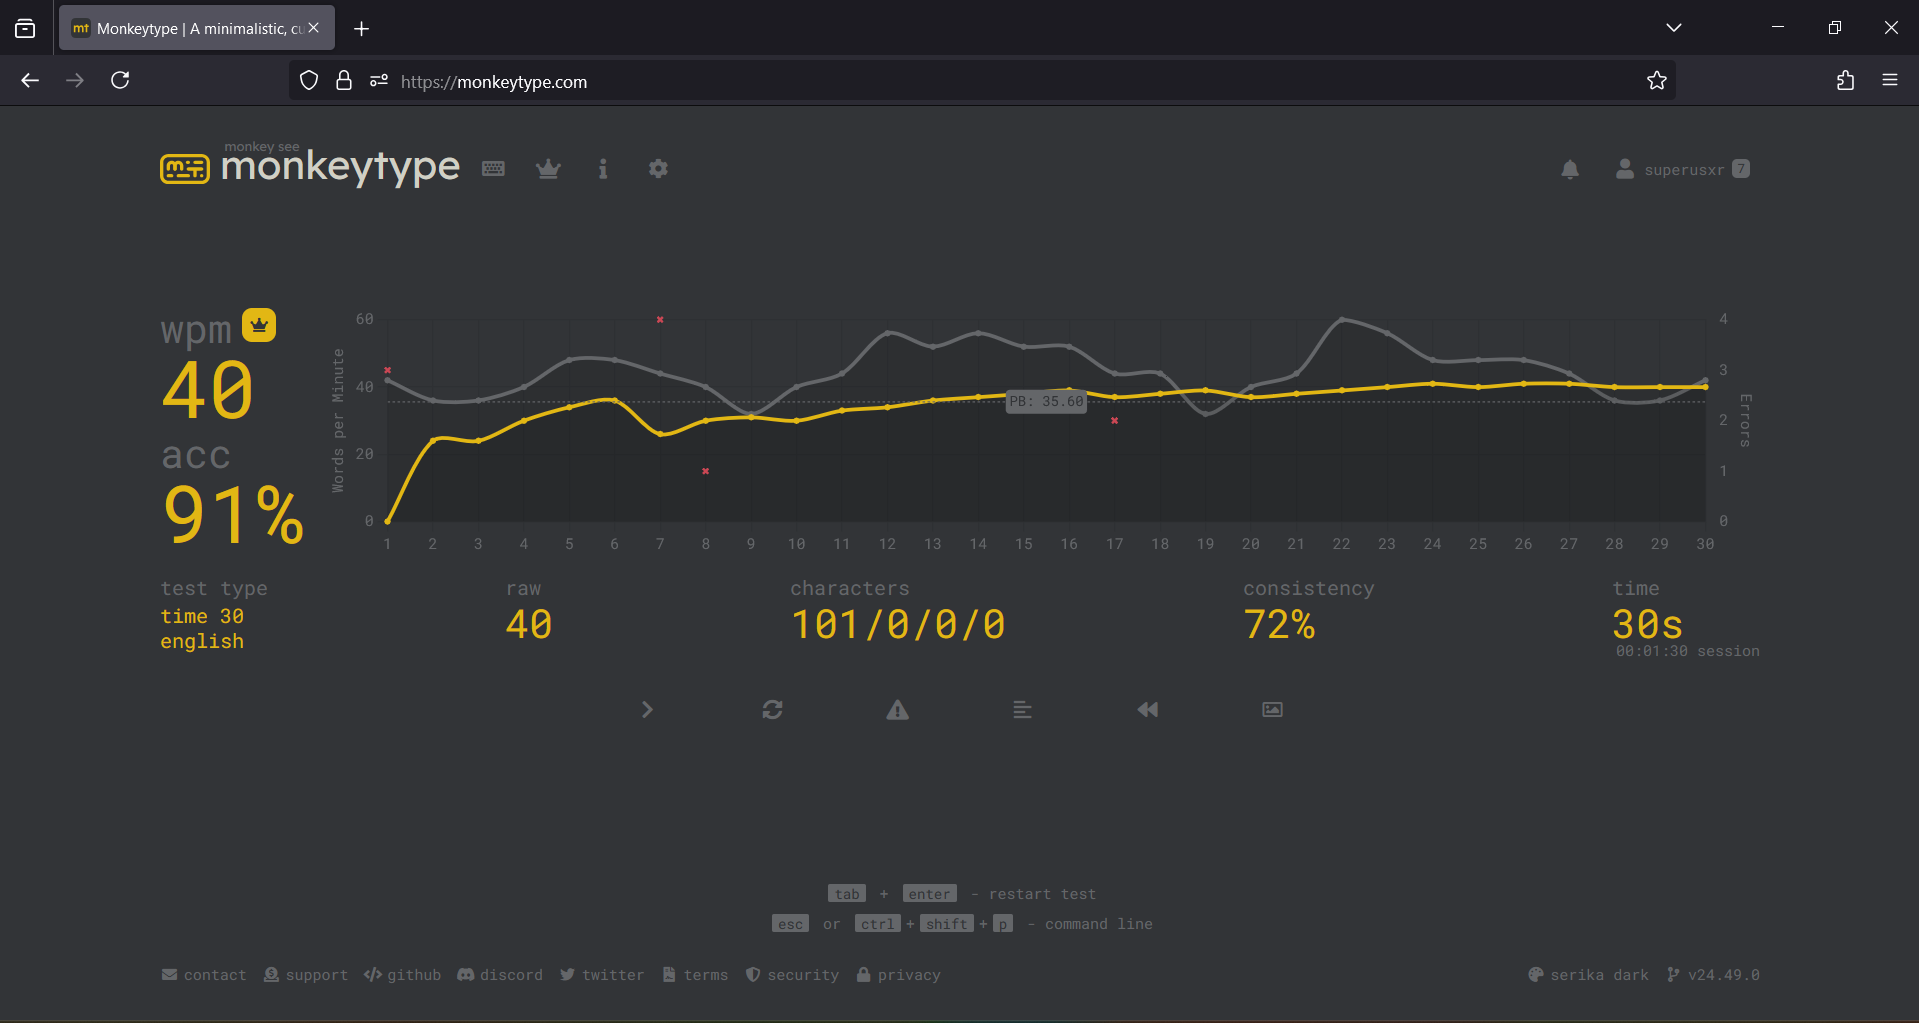 mt Monkeytype | A minimalistic, cu
https://monkeytype.com
monkey see
monkeytype
superusxr 7
wpm
40
acc
91%
Words per Minute
60
40
20
0
PB: 35.60
4
3
2
1
0
Errors
1 2 3 4 5 6 7 8 9 10 11 12 13 14 15 16 17 18 19 20 21 22 23 24 25 26 27 28 29 30
test type
time 30
english
raw
40
characters
101/0/0/0
consistency
72%
time
30s
00:01:30 session
tab + enter - restart test
esc or ctrl + shift + p - command line
contact support github discord twitter terms security privacy
serika dark v24.49.0